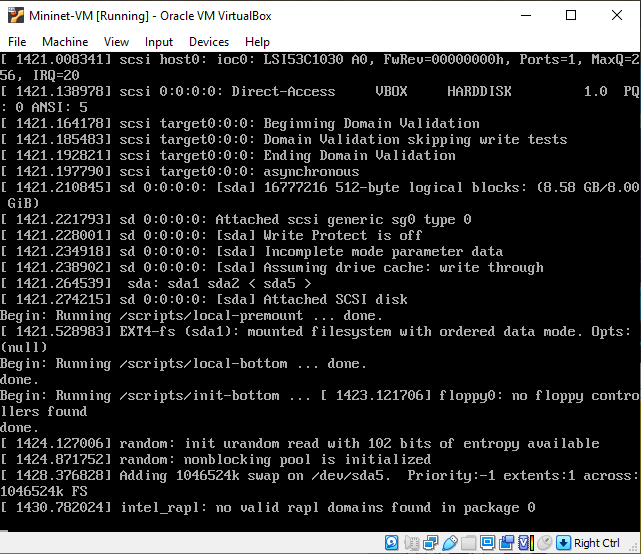 Mininet-VM [Running] - Oracle VM VirtualBox
File Machine View Input Devices Help
[ 1421.008341] scsi host0: ioc0: LSI53C1030 A0, FwRev=00000000h, Ports=1, MaxQ=2
56, IRQ=20
[ 1421.138978] scsi 0:0:0:0: Direct-Access     VBOX     HARDDISK         1.0  PQ
: 0 ANSI: 5
[ 1421.164178] scsi target0:0:0: Beginning Domain Validation
[ 1421.185483] scsi target0:0:0: Domain Validation skipping write tests
[ 1421.192821] scsi target0:0:0: Ending Domain Validation
[ 1421.197790] scsi target0:0:0: asynchronous
[ 1421.210845] sd 0:0:0:0: [sda] 16777216 512-byte logical blocks: (8.58 GB/8.00
 GiB)
[ 1421.221793] sd 0:0:0:0: Attached scsi generic sg0 type 0
[ 1421.228001] sd 0:0:0:0: [sda] Write Protect is off
[ 1421.234918] sd 0:0:0:0: [sda] Incomplete mode parameter data
[ 1421.238902] sd 0:0:0:0: [sda] Assuming drive cache: write through
[ 1421.264539]  sda: sda1 sda2 < sda5 >
[ 1421.274215] sd 0:0:0:0: [sda] Attached SCSI disk
Begin: Running /scripts/local-premount ... done.
[ 1421.528983] EXT4-fs (sda1): mounted filesystem with ordered data mode. Opts:
(null)
Begin: Running /scripts/local-bottom ... done.
done.
Begin: Running /scripts/init-bottom ... [ 1423.121706] floppy0: no floppy contro
llers found
done.
[ 1424.127006] random: init urandom read with 102 bits of entropy available
[ 1424.871752] random: nonblocking pool is initialized
[ 1428.376828] Adding 1046524k swap on /dev/sda5.  Priority:-1 extents:1 across:
1046524k FS
[ 1430.782024] intel_rapl: no valid rapl domains found in package 0
Right Ctrl